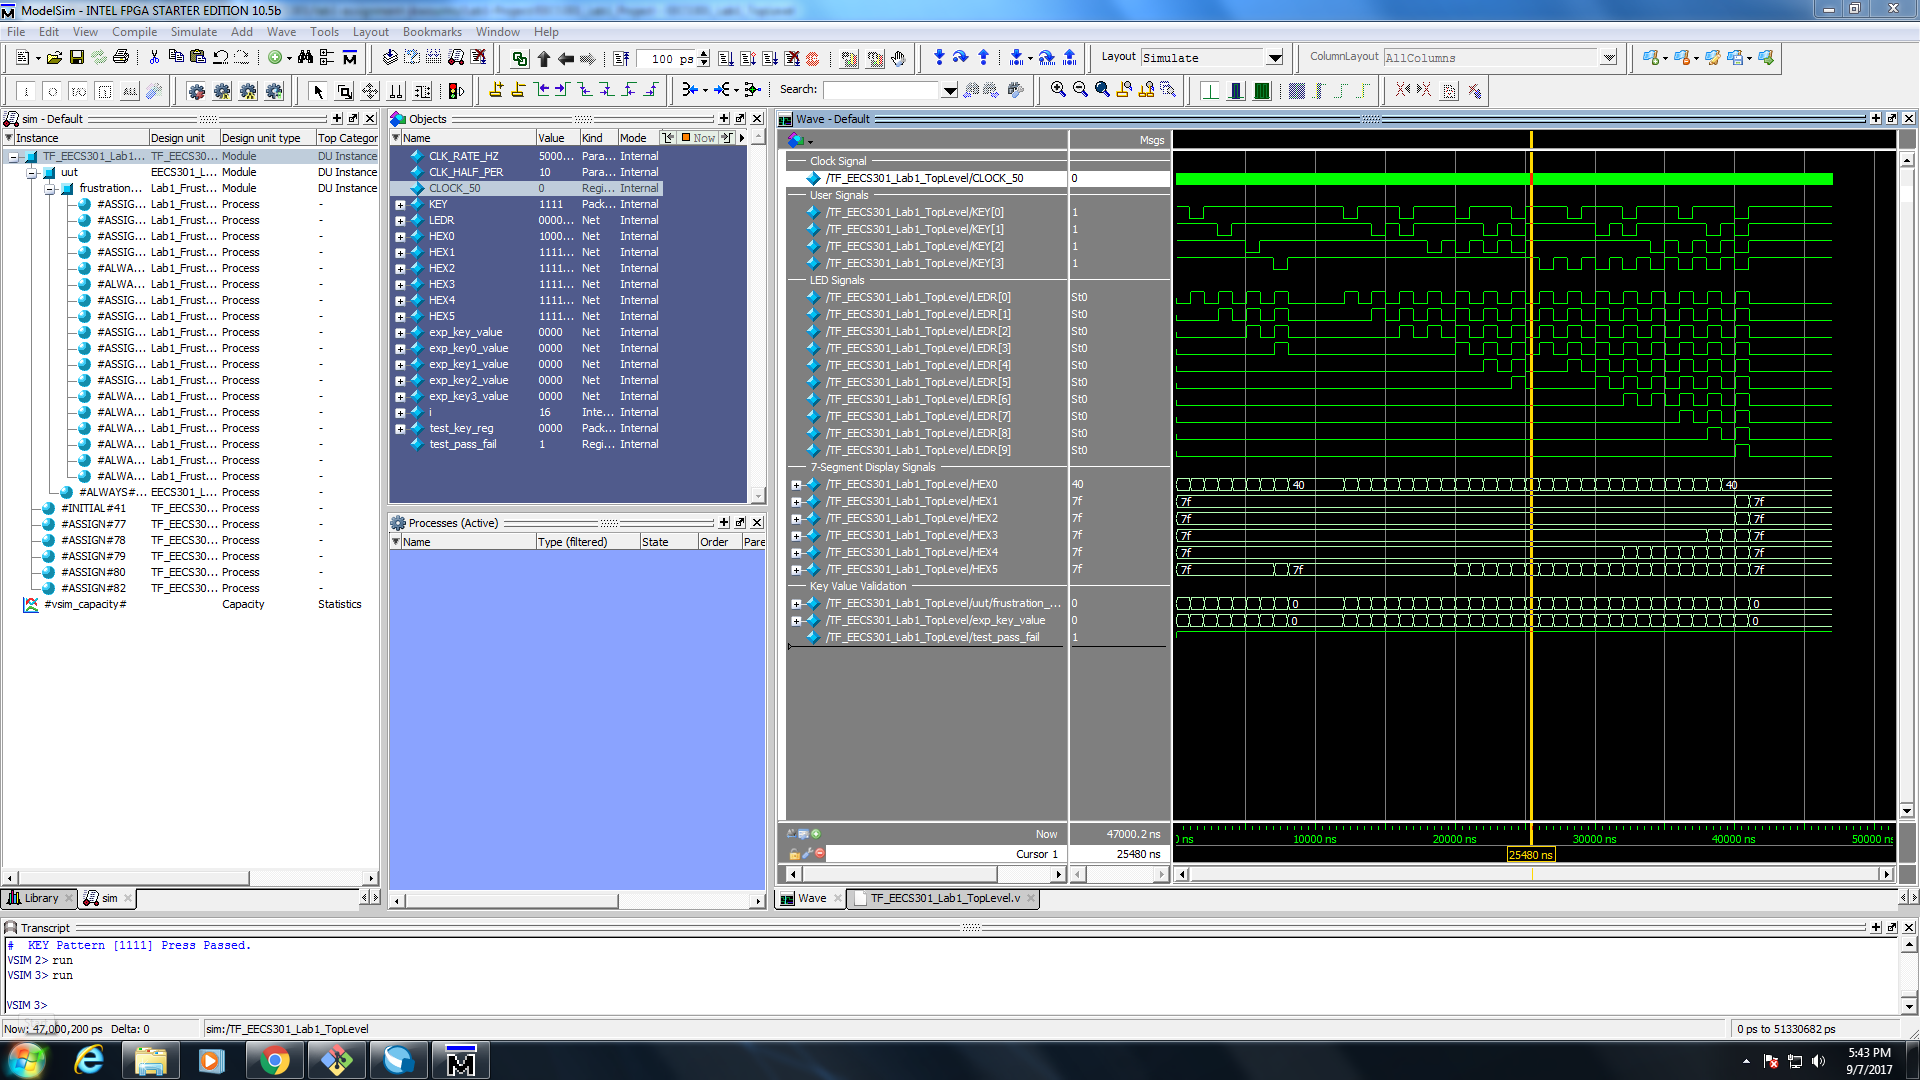 ModelSim - INTEL FPGA STARTER EDITION 10.5b
File Edit View Compile Simulate Add Wave Tools Layout Bookmarks Window Help
100 ps
Layout Simulate
ColumnLayout AllColumns
Search:
sim - Default
Instance Design unit Design unit type Top Categor
TF_EECS301_Lab1... TF_EECS30... Module DU Instance
uut EECS301_L... Module DU Instance
frustration... Lab1_Frust... Module DU Instance
#ASSIG... Lab1_Frust... Process -
#ASSIG... Lab1_Frust... Process -
#ASSIG... Lab1_Frust... Process -
#ASSIG... Lab1_Frust... Process -
#ALWA... Lab1_Frust... Process -
#ALWA... Lab1_Frust... Process -
#ASSIG... Lab1_Frust... Process -
#ASSIG... Lab1_Frust... Process -
#ASSIG... Lab1_Frust... Process -
#ASSIG... Lab1_Frust... Process -
#ASSIG... Lab1_Frust... Process -
#ASSIG... Lab1_Frust... Process -
#ALWA... Lab1_Frust... Process -
#ALWA... Lab1_Frust... Process -
#ALWA... Lab1_Frust... Process -
#ALWA... Lab1_Frust... Process -
#ALWA... Lab1_Frust... Process -
#ALWA... Lab1_Frust... Process -
#ALWAYS#... EECS301_L... Process -
#INITIAL#41 TF_EECS30... Process -
#ASSIGN#77 TF_EECS30... Process -
#ASSIGN#78 TF_EECS30... Process -
#ASSIGN#79 TF_EECS30... Process -
#ASSIGN#80 TF_EECS30... Process -
#ASSIGN#82 TF_EECS30... Process -
#vsim_capacity# Capacity Statistics
Library
sim
Objects
Name Value Kind Mode Now
CLK_RATE_HZ 5000... Para... Internal
CLK_HALF_PER 10 Para... Internal
CLOCK_50 0 Regi... Internal
KEY 1111 Pack... Internal
LEDR 0000... Net Internal
HEX0 1000... Net Internal
HEX1 1111... Net Internal
HEX2 1111... Net Internal
HEX3 1111... Net Internal
HEX4 1111... Net Internal
HEX5 1111... Net Internal
exp_key_value 0000 Net Internal
exp_key0_value 0000 Net Internal
exp_key1_value 0000 Net Internal
exp_key2_value 0000 Net Internal
exp_key3_value 0000 Net Internal
i 16 Inte... Internal
test_key_reg 0000 Pack... Internal
test_pass_fail 1 Regi... Internal
Processes (Active)
Name Type (filtered) State Order Pare
Wave - Default
Msgs
Clock Signal
/TF_EECS301_Lab1_TopLevel/CLOCK_50 0
User Signals
/TF_EECS301_Lab1_TopLevel/KEY[0] 1
/TF_EECS301_Lab1_TopLevel/KEY[1] 1
/TF_EECS301_Lab1_TopLevel/KEY[2] 1
/TF_EECS301_Lab1_TopLevel/KEY[3] 1
LED Signals
/TF_EECS301_Lab1_TopLevel/LEDR[0] St0
/TF_EECS301_Lab1_TopLevel/LEDR[1] St0
/TF_EECS301_Lab1_TopLevel/LEDR[2] St0
/TF_EECS301_Lab1_TopLevel/LEDR[3] St0
/TF_EECS301_Lab1_TopLevel/LEDR[4] St0
/TF_EECS301_Lab1_TopLevel/LEDR[5] St0
/TF_EECS301_Lab1_TopLevel/LEDR[6] St0
/TF_EECS301_Lab1_TopLevel/LEDR[7] St0
/TF_EECS301_Lab1_TopLevel/LEDR[8] St0
/TF_EECS301_Lab1_TopLevel/LEDR[9] St0
7-Segment Display Signals
/TF_EECS301_Lab1_TopLevel/HEX0 40 40 40
/TF_EECS301_Lab1_TopLevel/HEX1 7f 7f 7f
/TF_EECS301_Lab1_TopLevel/HEX2 7f 7f 7f
/TF_EECS301_Lab1_TopLevel/HEX3 7f 7f 7f
/TF_EECS301_Lab1_TopLevel/HEX4 7f 7f 7f
/TF_EECS301_Lab1_TopLevel/HEX5 7f 7f 7f 7f
Key Value Validation
/TF_EECS301_Lab1_TopLevel/uut/frustration_... 0 0 0
/TF_EECS301_Lab1_TopLevel/exp_key_value 0 0 0
/TF_EECS301_Lab1_TopLevel/test_pass_fail 1
Now 47000.2 ns
ns 10000 ns 20000 ns 30000 ns 40000 ns 50000 ns
Cursor 1 25480 ns 25480 ns
Wave
TF_EECS301_Lab1_TopLevel.v
Transcript
# KEY Pattern [1111] Press Passed.
VSIM 2> run
VSIM 3> run
VSIM 3>
Now: 47,000,200 ps Delta: 0
sim:/TF_EECS301_Lab1_TopLevel
0 ps to 51330682 ps
5:43 PM
9/7/2017